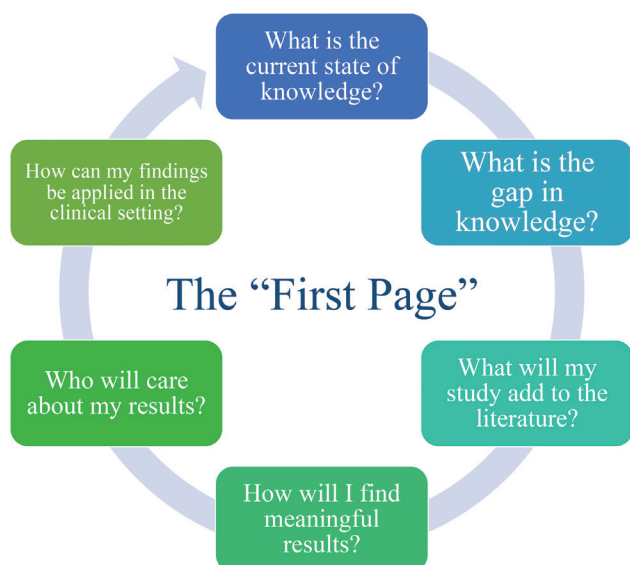 What is the
current state of
knowledge?
What is the
gap in
knowledge?
What will my
study add to the
literature?
How will I find
meaningful
results?
Who will care
about my results?
How can my findings
be applied in the
clinical setting?
The “First Page”